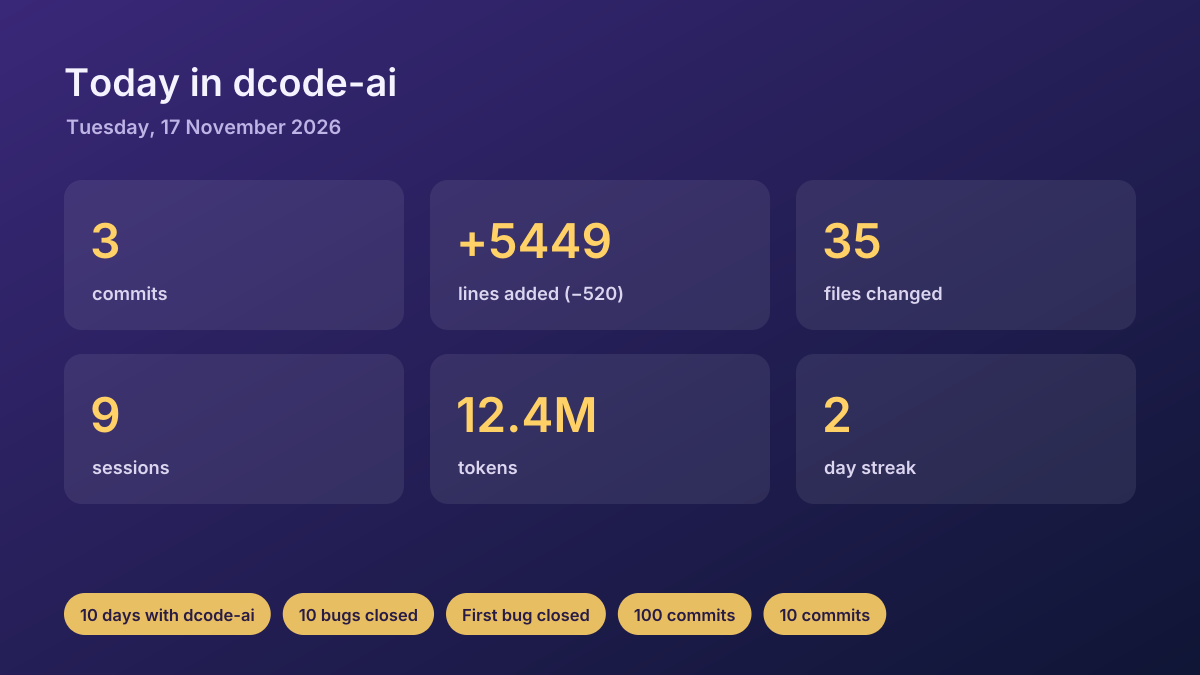 Today in dcode-ai
Tuesday, 17 November 2026
3
commits
+5449
lines added (−520)
35
files changed
9
sessions
12.4M
tokens
2
day streak
10 days with dcode-ai
10 bugs closed
First bug closed
100 commits
10 commits